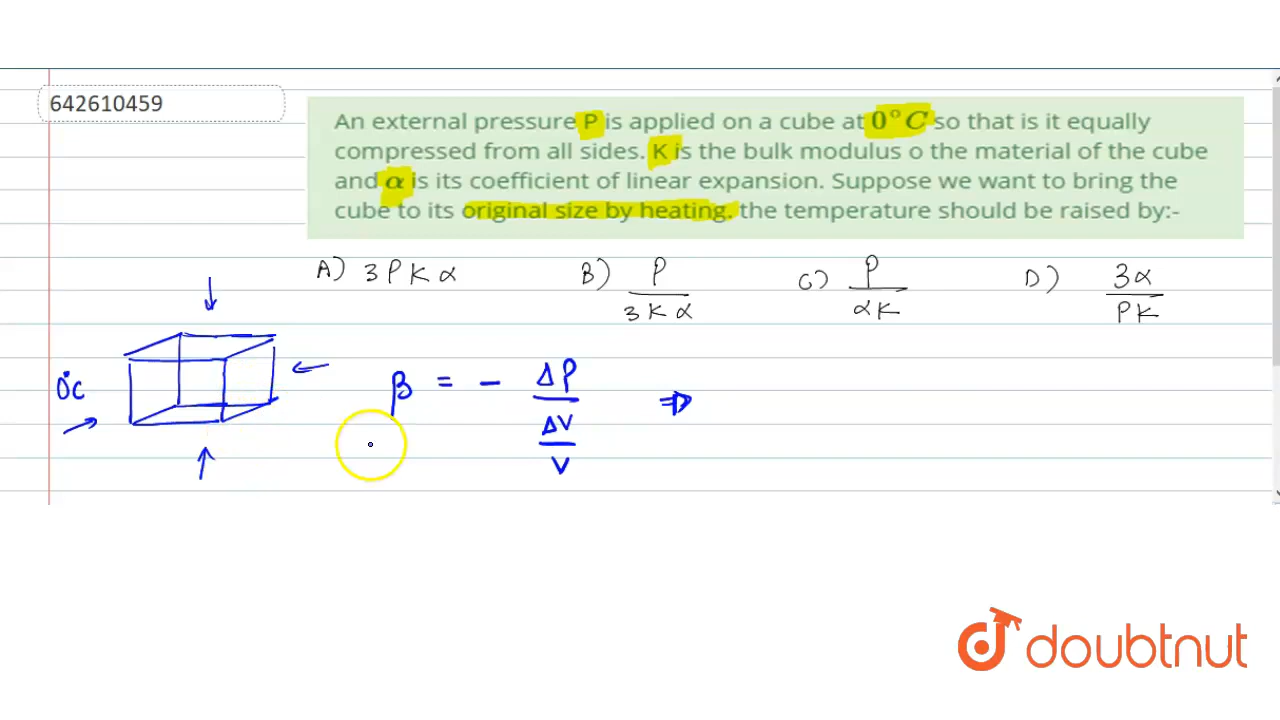 642610459
An external pressure P is applied on a cube at 0°C so that is it equally
compressed from all sides. K is the bulk modulus o the material of the cube
and α is its coefficient of linear expansion. Suppose we want to bring the
cube to its original size by heating. the temperature should be raised by:-
A) 3PKα B) P/3Kα C) P/αK D) 3α/PK
0°C
β = - ΔP/ΔV/V ⇒
doubtnut